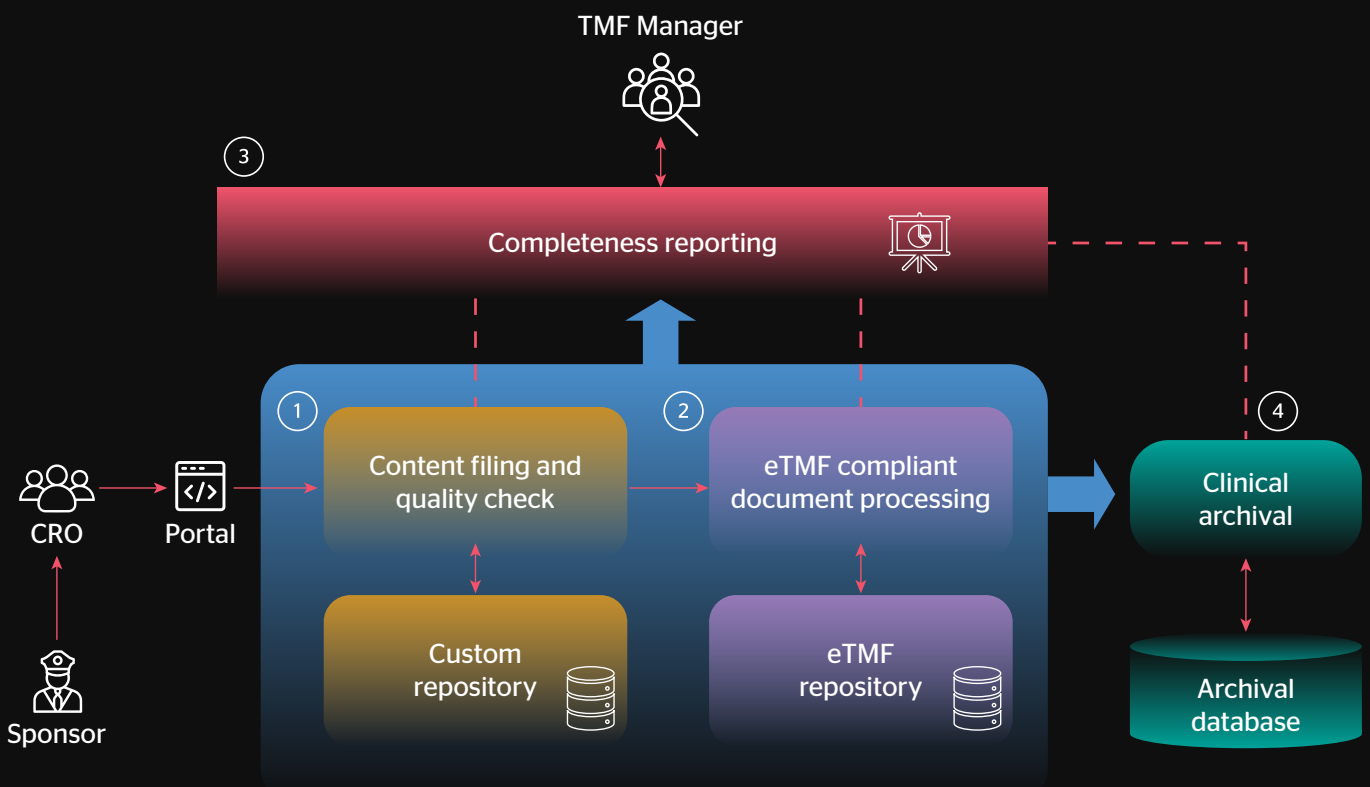 TMF Manager
3
Completeness reporting
1
2
4
Content filing and
quality check
eTMF compliant
document processing
Clinical
archival
</>
CRO
Portal
Custom
repository
eTMF
repository
Archival
database
Sponsor